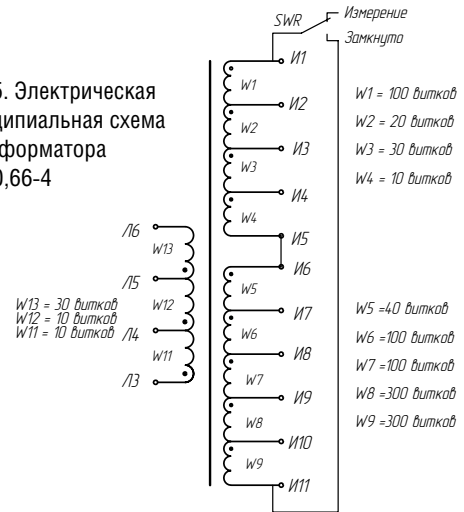 SWR
Измерение
Замкнуто
5. Электрическая
ципиальная схема
форматора
0,66-4
И1
W1
И2
W2
И3
W3
И4
W4
И5
И6
W5
И7
W6
И8
W7
И9
W8
И10
W9
И11
W1 = 100 витков
W2 = 20 витков
W3 = 30 витков
W4 = 10 витков
W5 =40 витков
W6 =100 витков
W7 =100 витков
W8 =300 витков
W9 =300 витков
Л6
W13
Л5
W12
Л4
W11
Л3
W13 = 30 витков
W12 = 10 витков
W11 = 10 витков